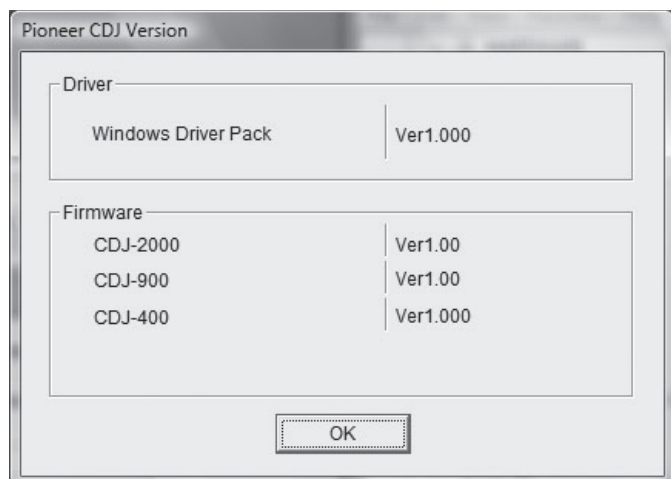 Pioneer CDJ Version
Driver
Windows Driver Pack Ver1.000
Firmware
CDJ-2000 Ver1.00
CDJ-900 Ver1.00
CDJ-400 Ver1.000
OK